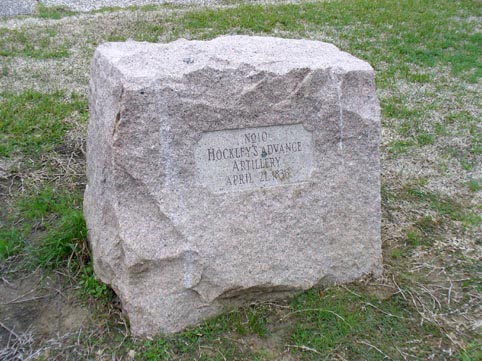 NO 10
HOCKLEY'S ADVANCE
ARTILLERY
APRIL 21, 1836